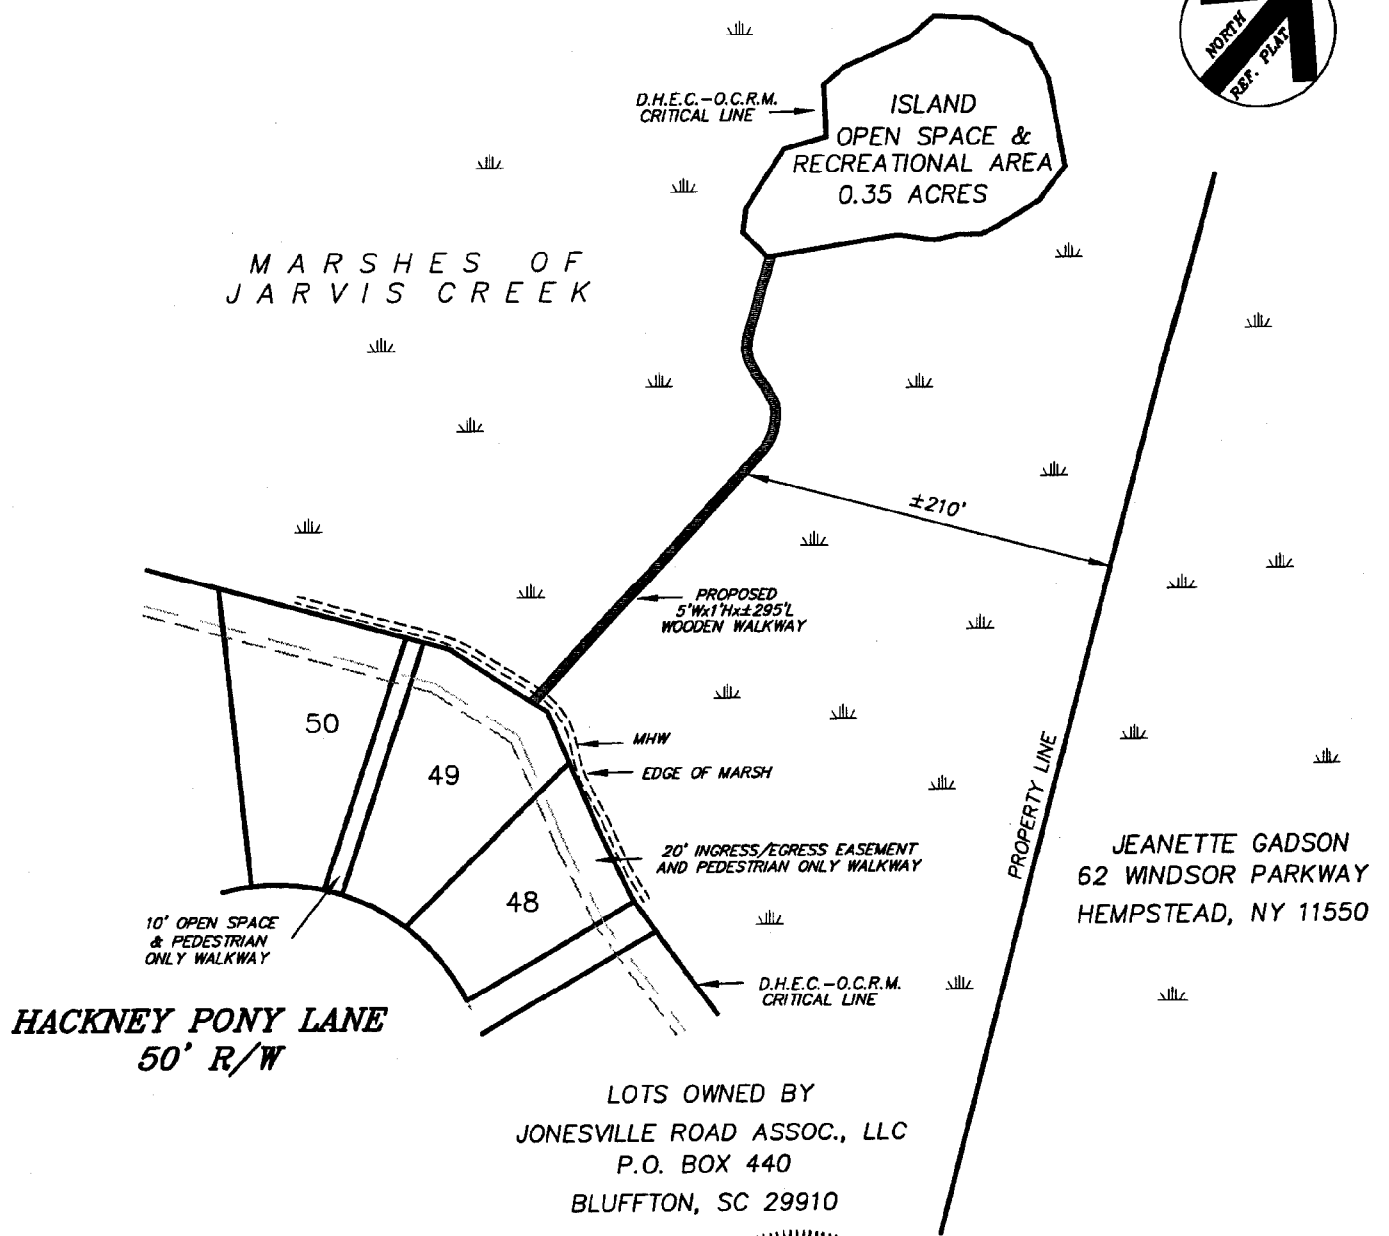 NORTH
REF. PLAT
D.H.E.C.-O.C.R.M.
CRITICAL LINE
ISLAND
OPEN SPACE &
RECREATIONAL AREA
0.35 ACRES
MARSHES OF
JARVIS CREEK
±210'
PROPOSED
5'Wx1'Hx±295'L
WOODEN WALKWAY
50
49
48
MHW
EDGE OF MARSH
20' INGRESS/EGRESS EASEMENT
AND PEDESTRIAN ONLY WALKWAY
PROPERTY LINE
JEANETTE GADSON
62 WINDSOR PARKWAY
HEMPSTEAD, NY 11550
10' OPEN SPACE
& PEDESTRIAN
ONLY WALKWAY
D.H.E.C.-O.C.R.M.
CRITICAL LINE
HACKNEY PONY LANE
50' R/W
LOTS OWNED BY
JONESVILLE ROAD ASSOC., LLC
P.O. BOX 440
BLUFFTON, SC 29910